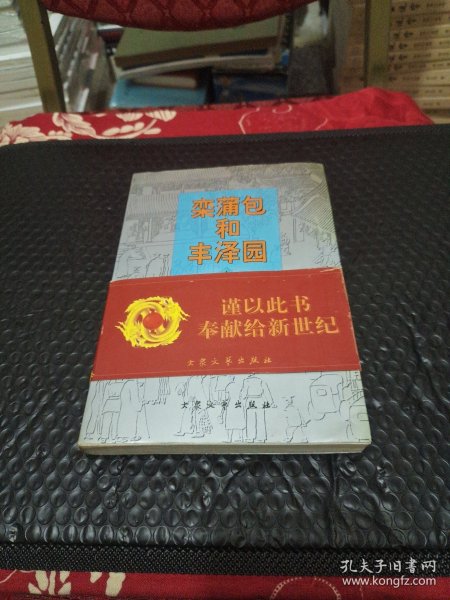 栾蒲包
和
丰泽园
谨以此书
奉献给新世纪
大众文艺出版社
大众文艺出版社
孔夫子旧书网
www.kongfz.com